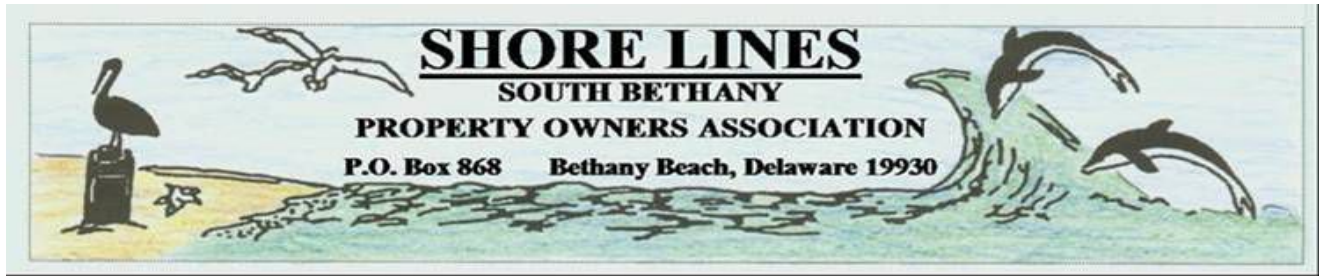 SHORE LINES
SOUTH BETHANY
PROPERTY OWNERS ASSOCIATION
P.O. Box 868 Bethany Beach, Delaware 19930